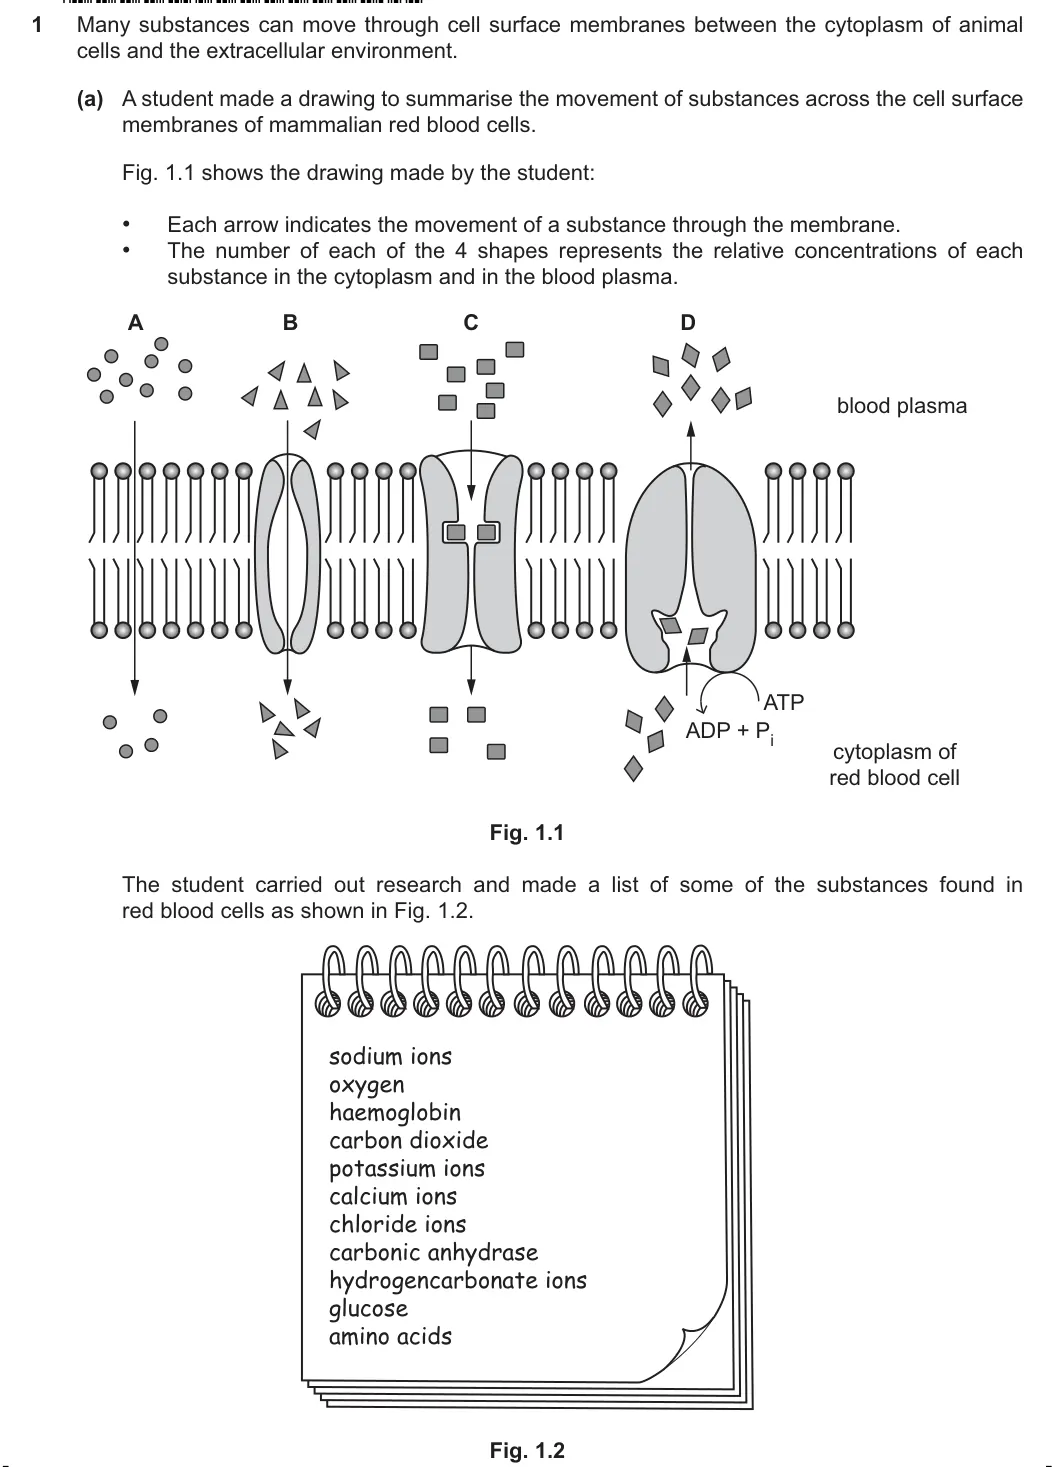 1 Many substances can move through cell surface membranes between the cytoplasm of animal
cells and the extracellular environment.
(a) A student made a drawing to summarise the movement of substances across the cell surface
membranes of mammalian red blood cells.
Fig. 1.1 shows the drawing made by the student:
• Each arrow indicates the movement of a substance through the membrane.
• The number of each of the 4 shapes represents the relative concentrations of each
substance in the cytoplasm and in the blood plasma.
A B C D
blood plasma
ATP
ADP + Pi
cytoplasm of
red blood cell
Fig. 1.1
The student carried out research and made a list of some of the substances found in
red blood cells as shown in Fig. 1.2.
sodium ions
oxygen
haemoglobin
carbon dioxide
potassium ions
calcium ions
chloride ions
carbonic anhydrase
hydrogencarbonate ions
glucose
amino acids
Fig. 1.2